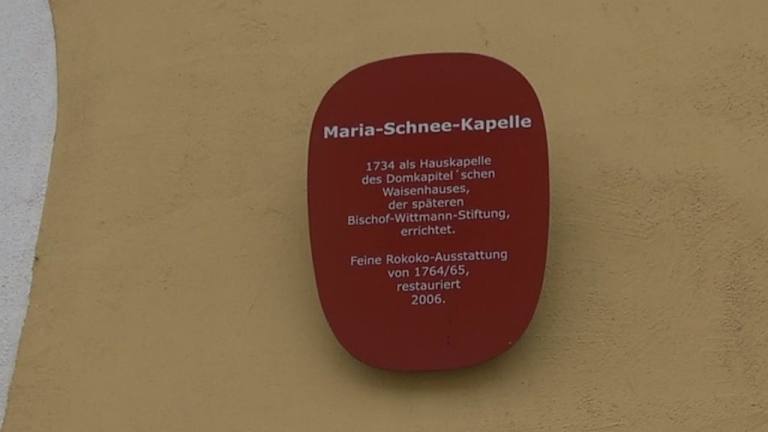 Maria-Schnee-Kapelle
1734 als Hauskapelle
des Domkapitel´schen
Waisenhauses,
der späteren
Bischof-Wittmann-Stiftung,
errichtet.
Feine Rokoko-Ausstattung
von 1764/65,
restauriert
2006.